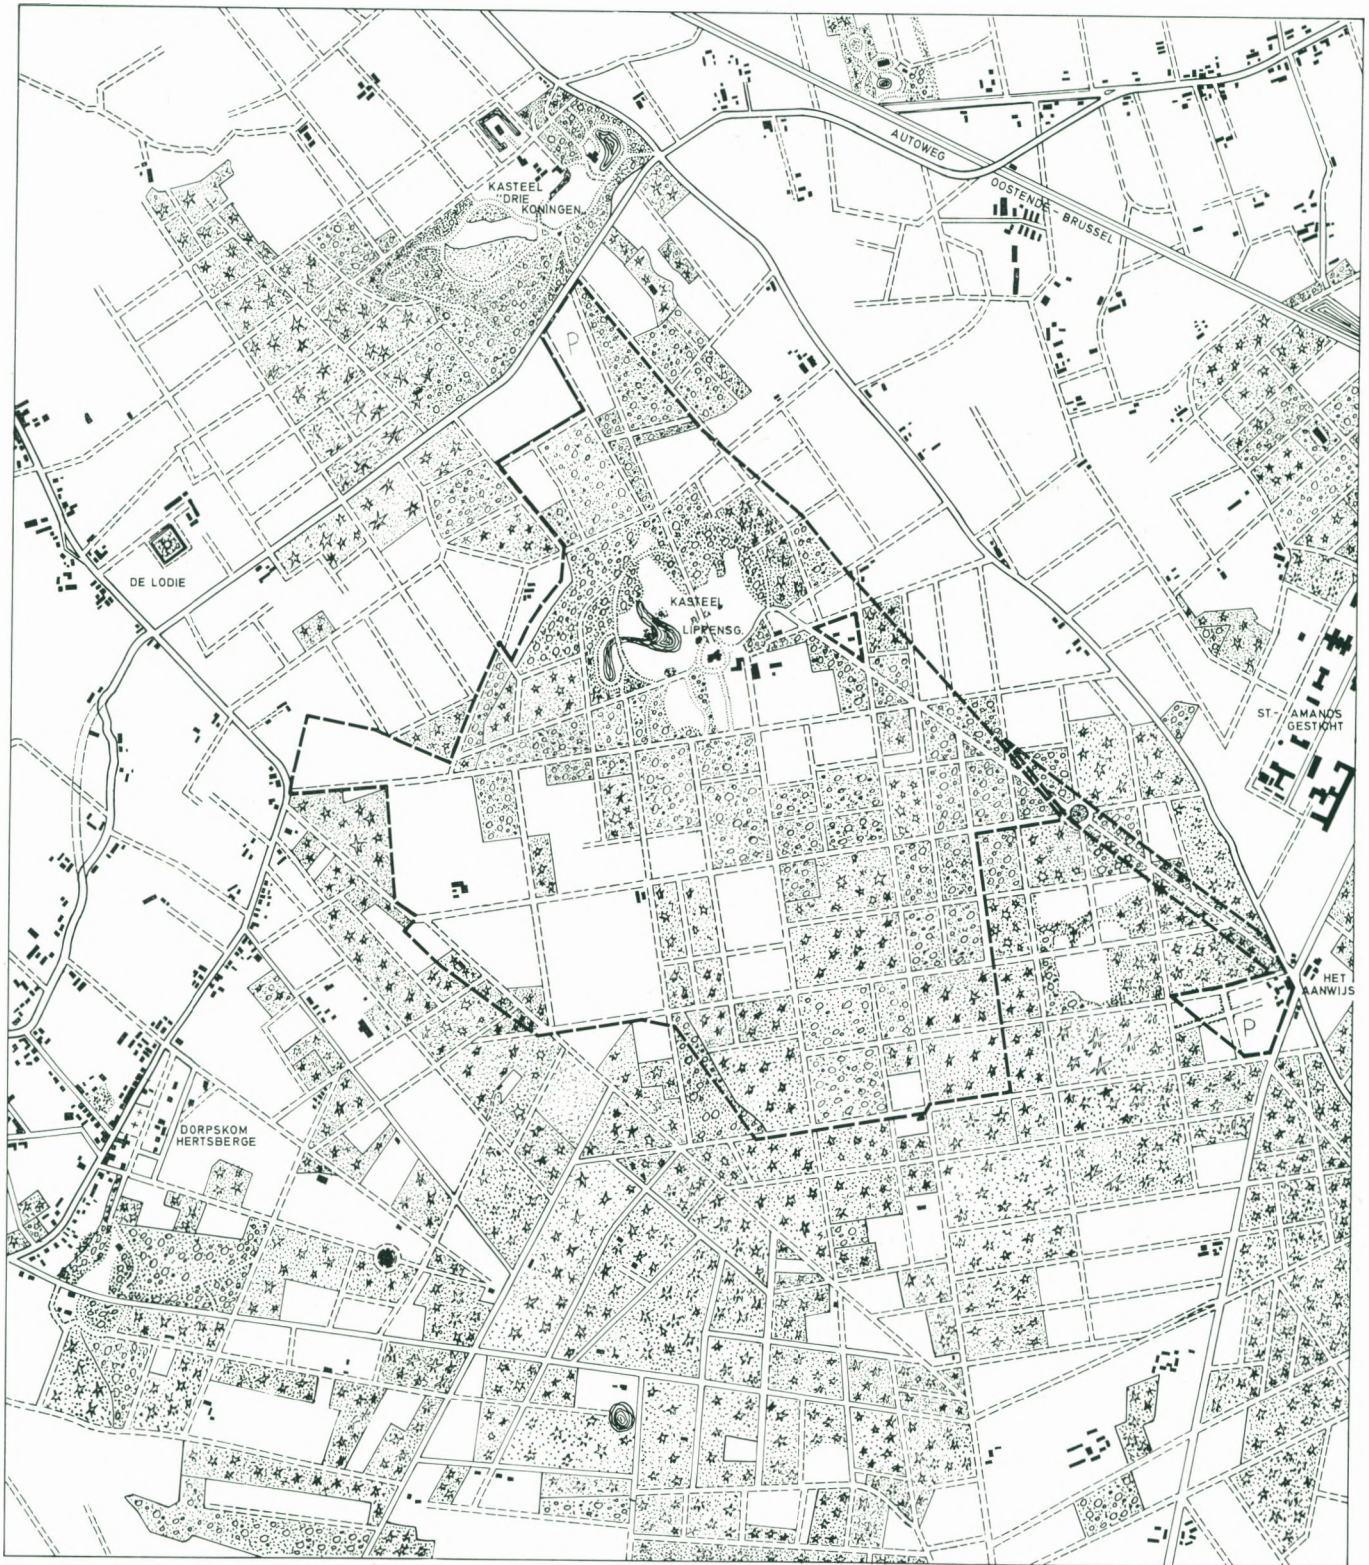 AUTOWEG
OOSTENDE - BRUSSEL
KASTEEL
"DRIE
KONINGEN"
P
DE LODIE
KASTEEL
LIPPENSG.
ST. AMANDS
GESTICHT
HET
AANWIJS
P
DORPSKOM
HERTSBERGE